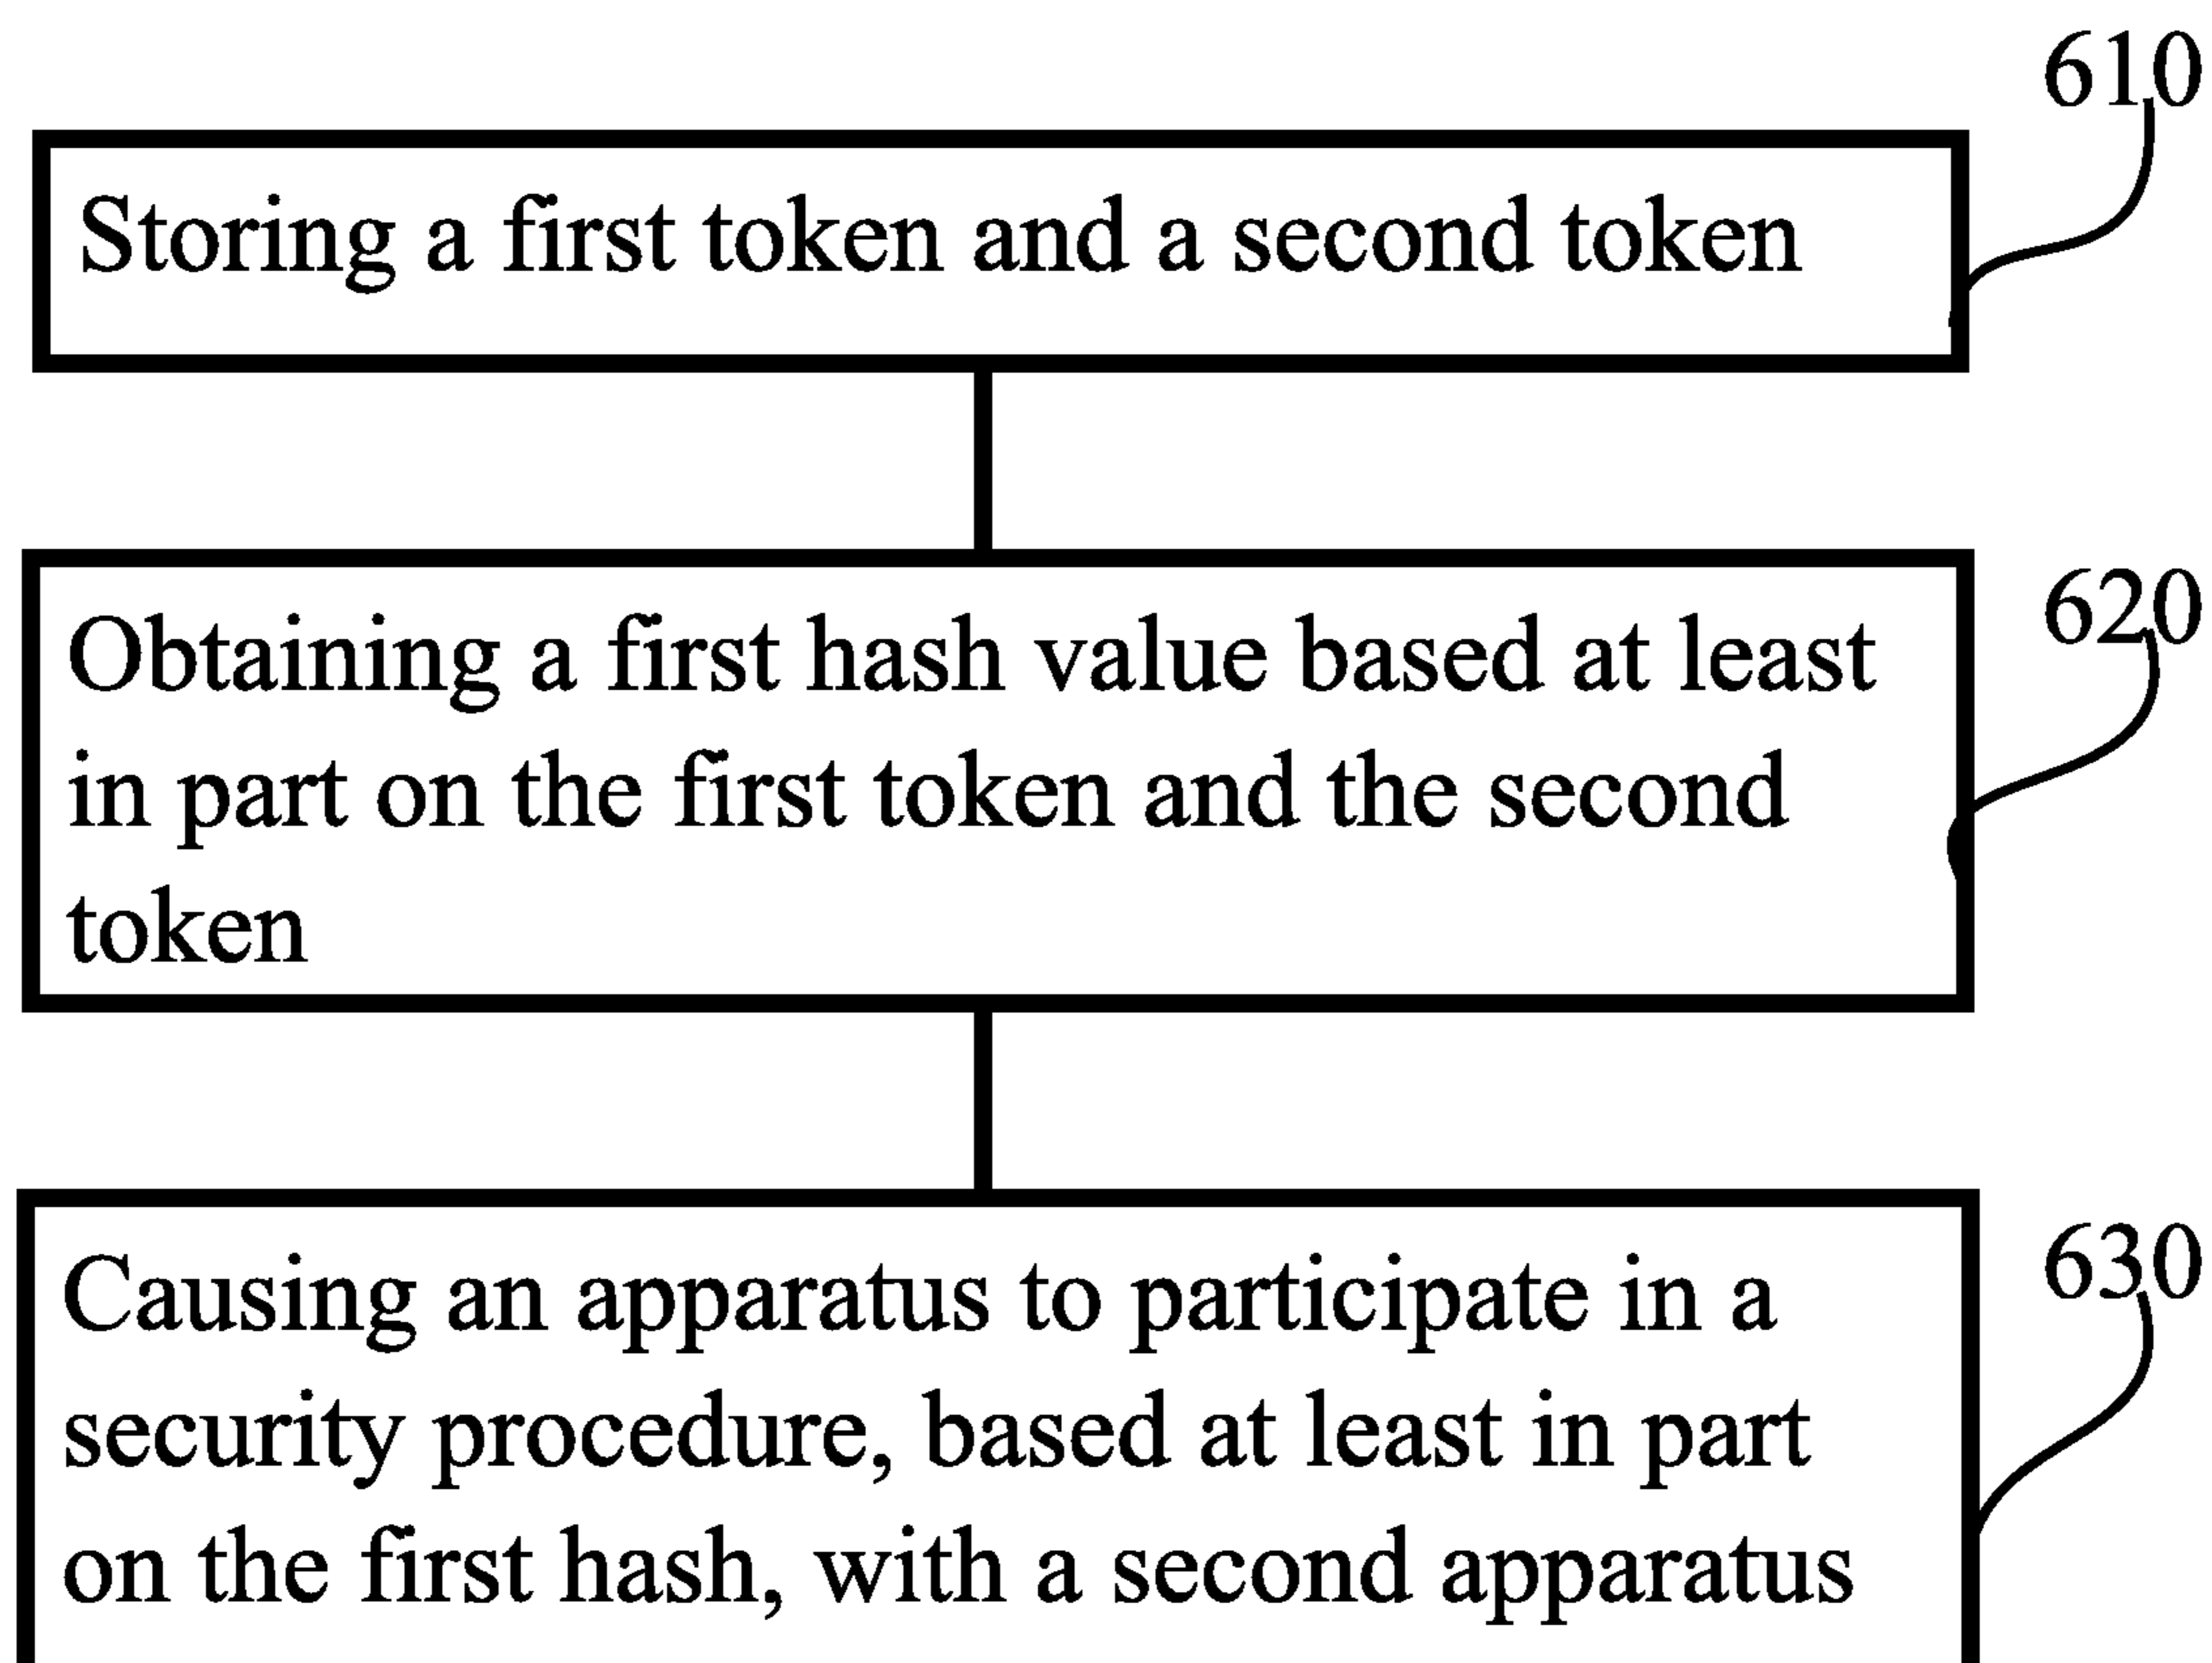 610
Storing a first token and a second token
620
Obtaining a first hash value based at least
in part on the first token and the second
token
630
Causing an apparatus to participate in a
security procedure, based at least in part
on the first hash, with a second apparatus